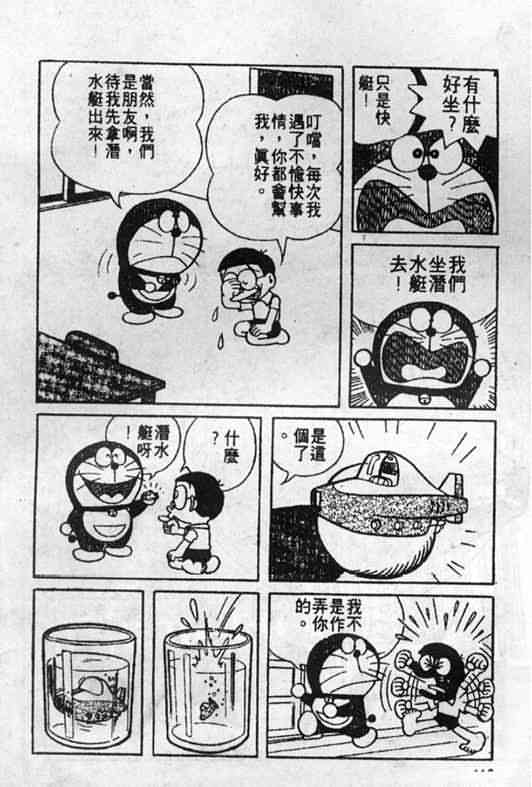 有什麼
好坐？
只是快
艇！
我們
坐潛
水艇
去！
叮噹，每次我
遇了不愉快事
情，你都會幫
我，眞好。
當然，我們
是朋友啊，
待我先拿潛
水艇出來！
是這
個了
。
什麼
？
潛水
艇呀
！
我不
是作
弄你
的。